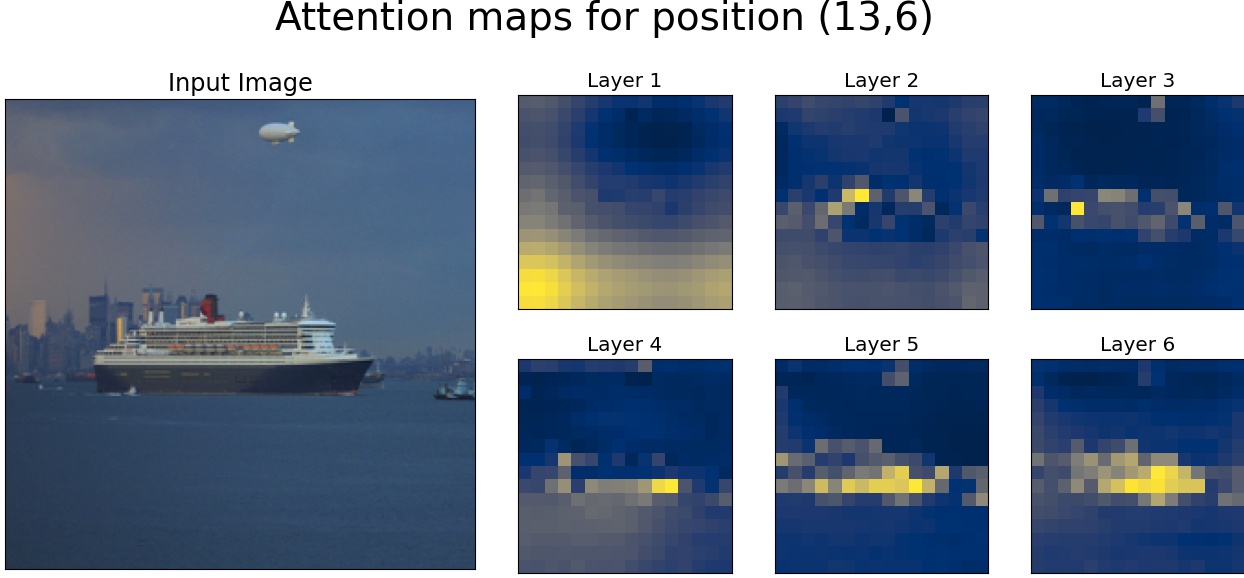 Attention maps for position (13,6)
Input Image
Layer 1
Layer 2
Layer 3
Layer 4
Layer 5
Layer 6